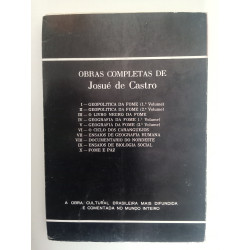 OBRAS COMPLETAS DE
Josué de Castro
I – GEOPOLÍTICA DA FOME (1.º Volume)
II – GEOPOLÍTICA DA FOME (2.º Volume)
III – O LIVRO NEGRO DA FOME
IV – GEOGRAFIA DA FOME (1.º Volume)
V – GEOGRAFIA DA FOME (2.º Volume)
VI – O CICLO DOS CARANGUEJOS
VII – ENSAIOS DE GEOGRAFIA HUMANA
VIII – DOCUMENTÁRIO DO NORDESTE
IX – ENSAIOS DE BIOLOGIA SOCIAL
X – FOME E PAZ
A OBRA CULTURAL BRASILEIRA MAIS DIFUNDIDA
E COMENTADA NO MUNDO INTEIRO